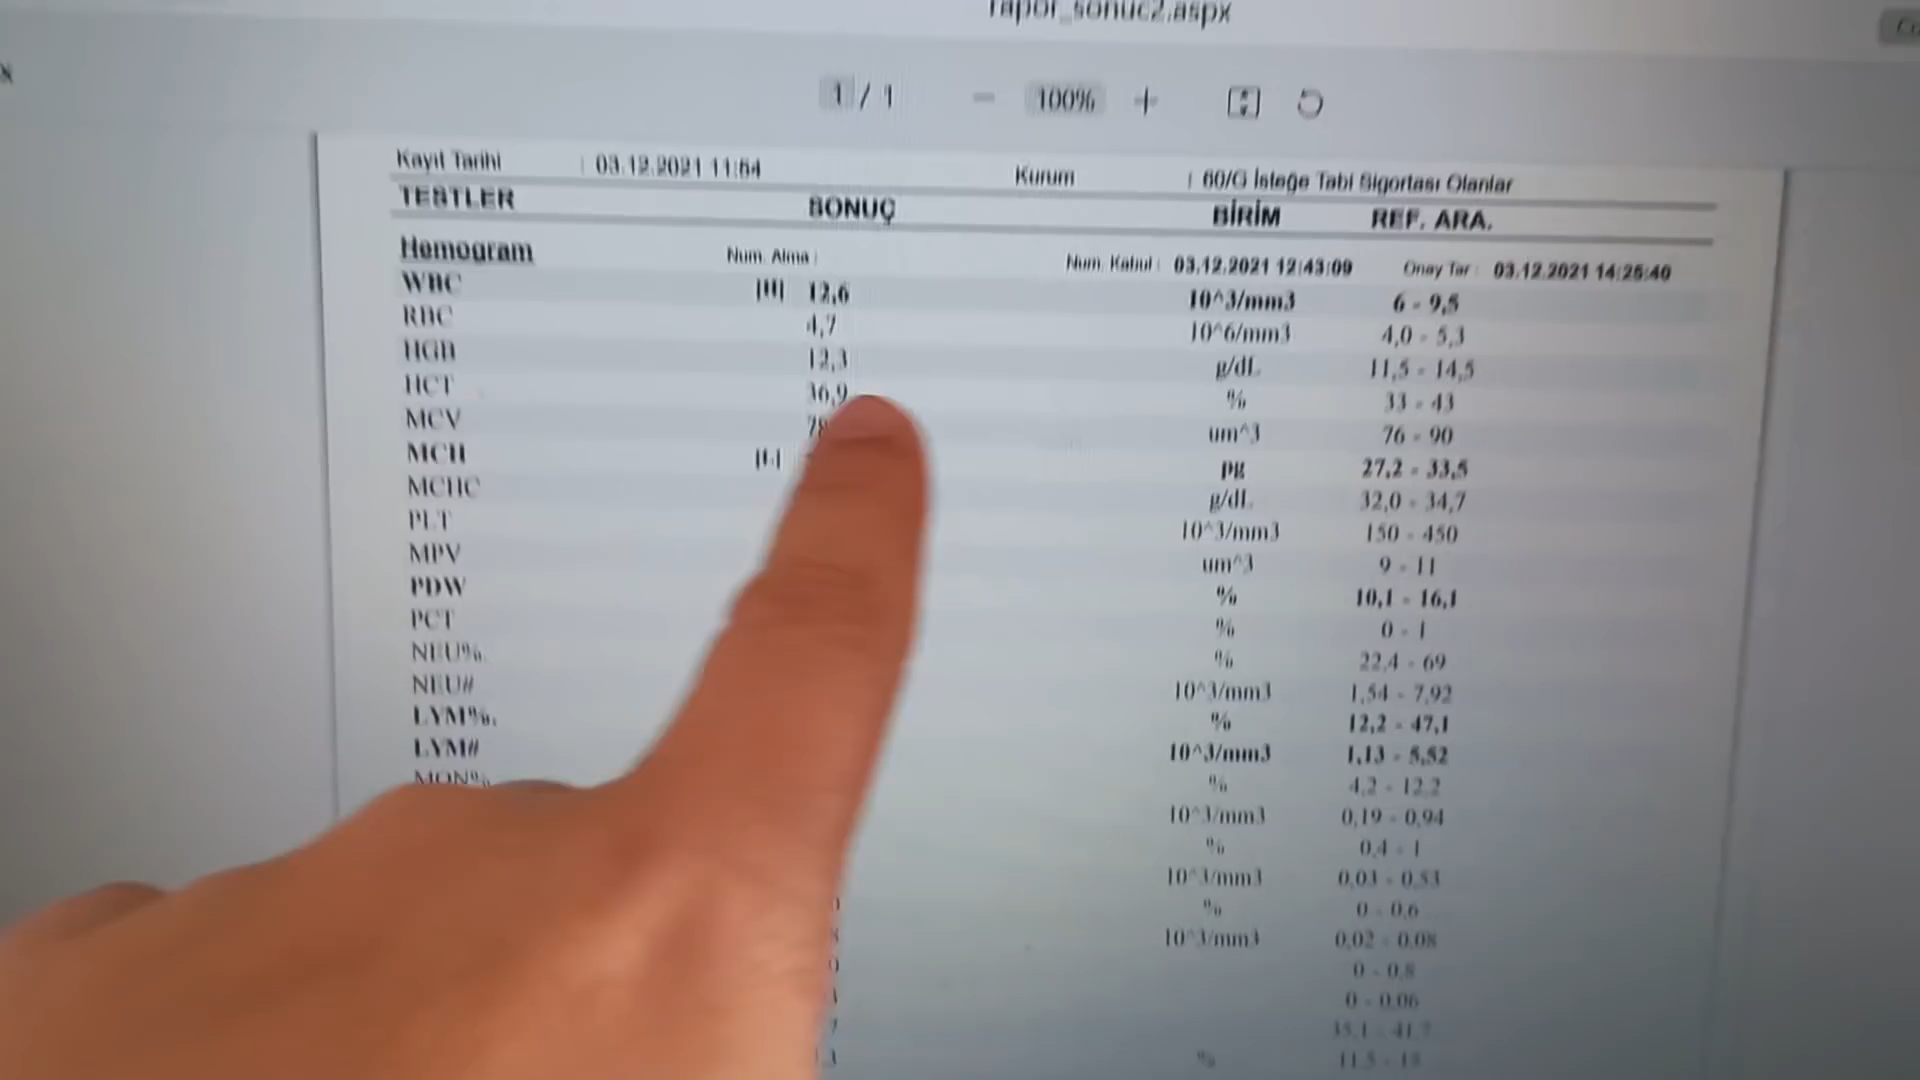 rapor_sonuc2.aspx
1 / 1 − 100% +
Kayıt Tarihi : 03.12.2021 11:54 Kurum : 60/G İsteğe Tabi Sigortası Olanlar
TESTLER SONUÇ BİRİM REF. ARA.
Hemogram Num. Alma : Num. Kabul : 03.12.2021 12:43:09 Onay Tar : 03.12.2021 14:25:40
WBC [H] 12,6 10^3/mm3 6 - 9,5
RBC 4,7 10^6/mm3 4,0 - 5,3
HGB 12,3 g/dL 11,5 - 14,5
HCT 36,9 % 33 - 43
MCV 78 um^3 76 - 90
MCH [L] pg 27,2 - 33,5
MCHC g/dL 32,0 - 34,7
PLT 10^3/mm3 150 - 450
MPV um^3 9 - 11
PDW % 10,1 - 16,1
PCT % 0 - 1
NEU% % 22,4 - 69
NEU# 10^3/mm3 1,54 - 7,92
LYM%. % 12,2 - 47,1
LYM# 10^3/mm3 1,13 - 5,52
MON% % 4,2 - 12,2
10^3/mm3 0,19 - 0,94
% 0,4 - 1
10^3/mm3 0,03 - 0,53
% 0 - 0,6
10^3/mm3 0,02 - 0,08
0 - 0,8
0 - 0,06
%